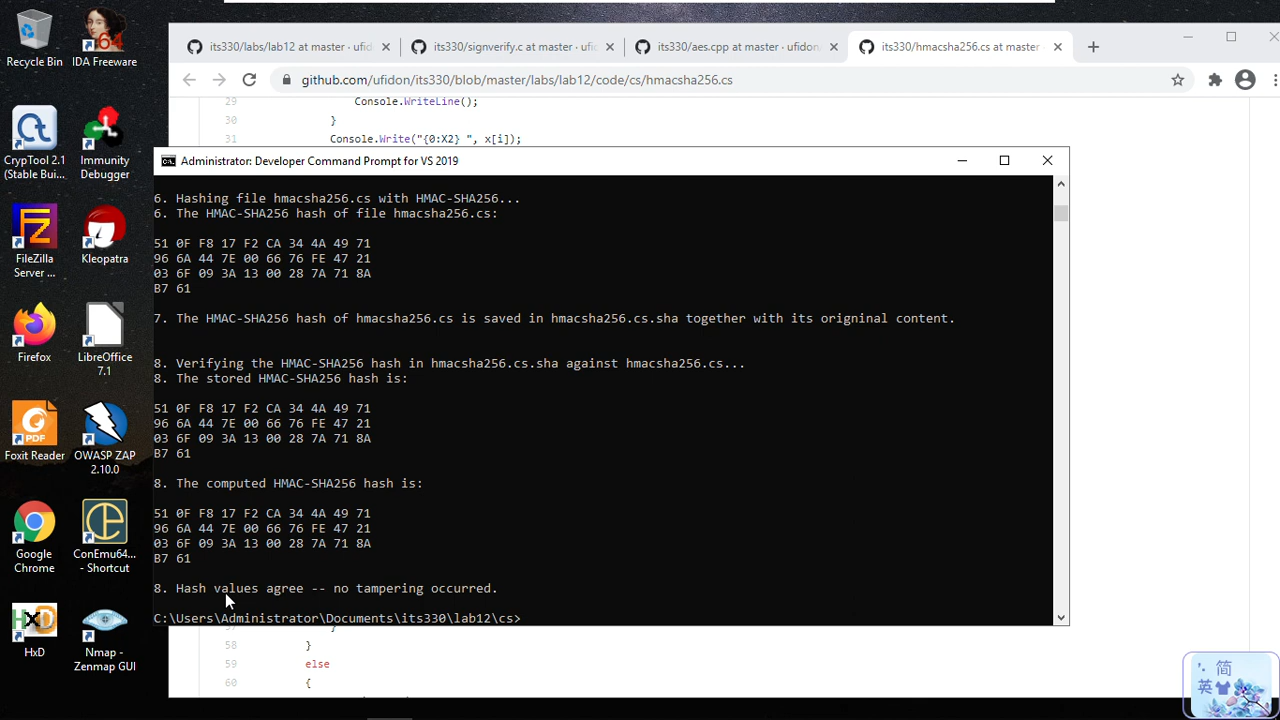 Recycle Bin
IDA Freeware
CrypTool 2.1
(Stable Bui...
Immunity
Debugger
FileZilla
Server ...
Kleopatra
Firefox
LibreOffice
7.1
Foxit Reader
OWASP ZAP
2.10.0
Google
Chrome
ConEmu64...
- Shortcut
HxD
Nmap -
Zenmap GUI
its330/labs/lab12 at master · ufid
its330/signverify.c at master · ufi
its330/aes.cpp at master · ufidon
its330/hmacsha256.cs at master
github.com/ufidon/its330/blob/master/labs/lab12/code/cs/hmacsha256.cs
29 Console.WriteLine();
30 }
31 Console.Write("{0:X2} ", x[i]);
Administrator: Developer Command Prompt for VS 2019
6. Hashing file hmacsha256.cs with HMAC-SHA256...
6. The HMAC-SHA256 hash of file hmacsha256.cs:
51 0F F8 17 F2 CA 34 4A 49 71
96 6A 44 7E 00 66 76 FE 47 21
03 6F 09 3A 13 00 28 7A 71 8A
B7 61
7. The HMAC-SHA256 hash of hmacsha256.cs is saved in hmacsha256.cs.sha together with its origninal content.
8. Verifying the HMAC-SHA256 hash in hmacsha256.cs.sha against hmacsha256.cs...
8. The stored HMAC-SHA256 hash is:
51 0F F8 17 F2 CA 34 4A 49 71
96 6A 44 7E 00 66 76 FE 47 21
03 6F 09 3A 13 00 28 7A 71 8A
B7 61
8. The computed HMAC-SHA256 hash is:
51 0F F8 17 F2 CA 34 4A 49 71
96 6A 44 7E 00 66 76 FE 47 21
03 6F 09 3A 13 00 28 7A 71 8A
B7 61
8. Hash values agree -- no tampering occurred.
C:\Users\Administrator\Documents\its330\lab12\cs>
58 }
59 else
60 {
简
英